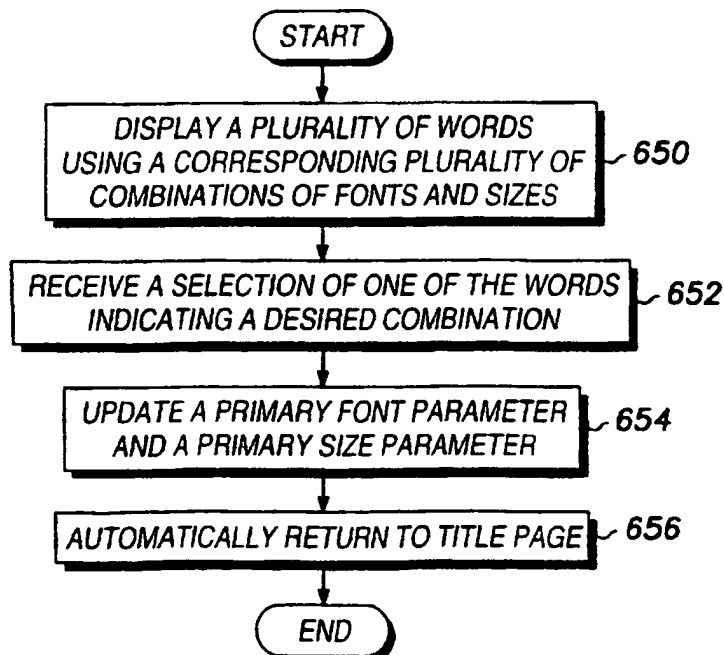 START
DISPLAY A PLURALITY OF WORDS
USING A CORRESPONDING PLURALITY OF
COMBINATIONS OF FONTS AND SIZES
650
RECEIVE A SELECTION OF ONE OF THE WORDS
INDICATING A DESIRED COMBINATION
652
UPDATE A PRIMARY FONT PARAMETER
AND A PRIMARY SIZE PARAMETER
654
AUTOMATICALLY RETURN TO TITLE PAGE
656
END